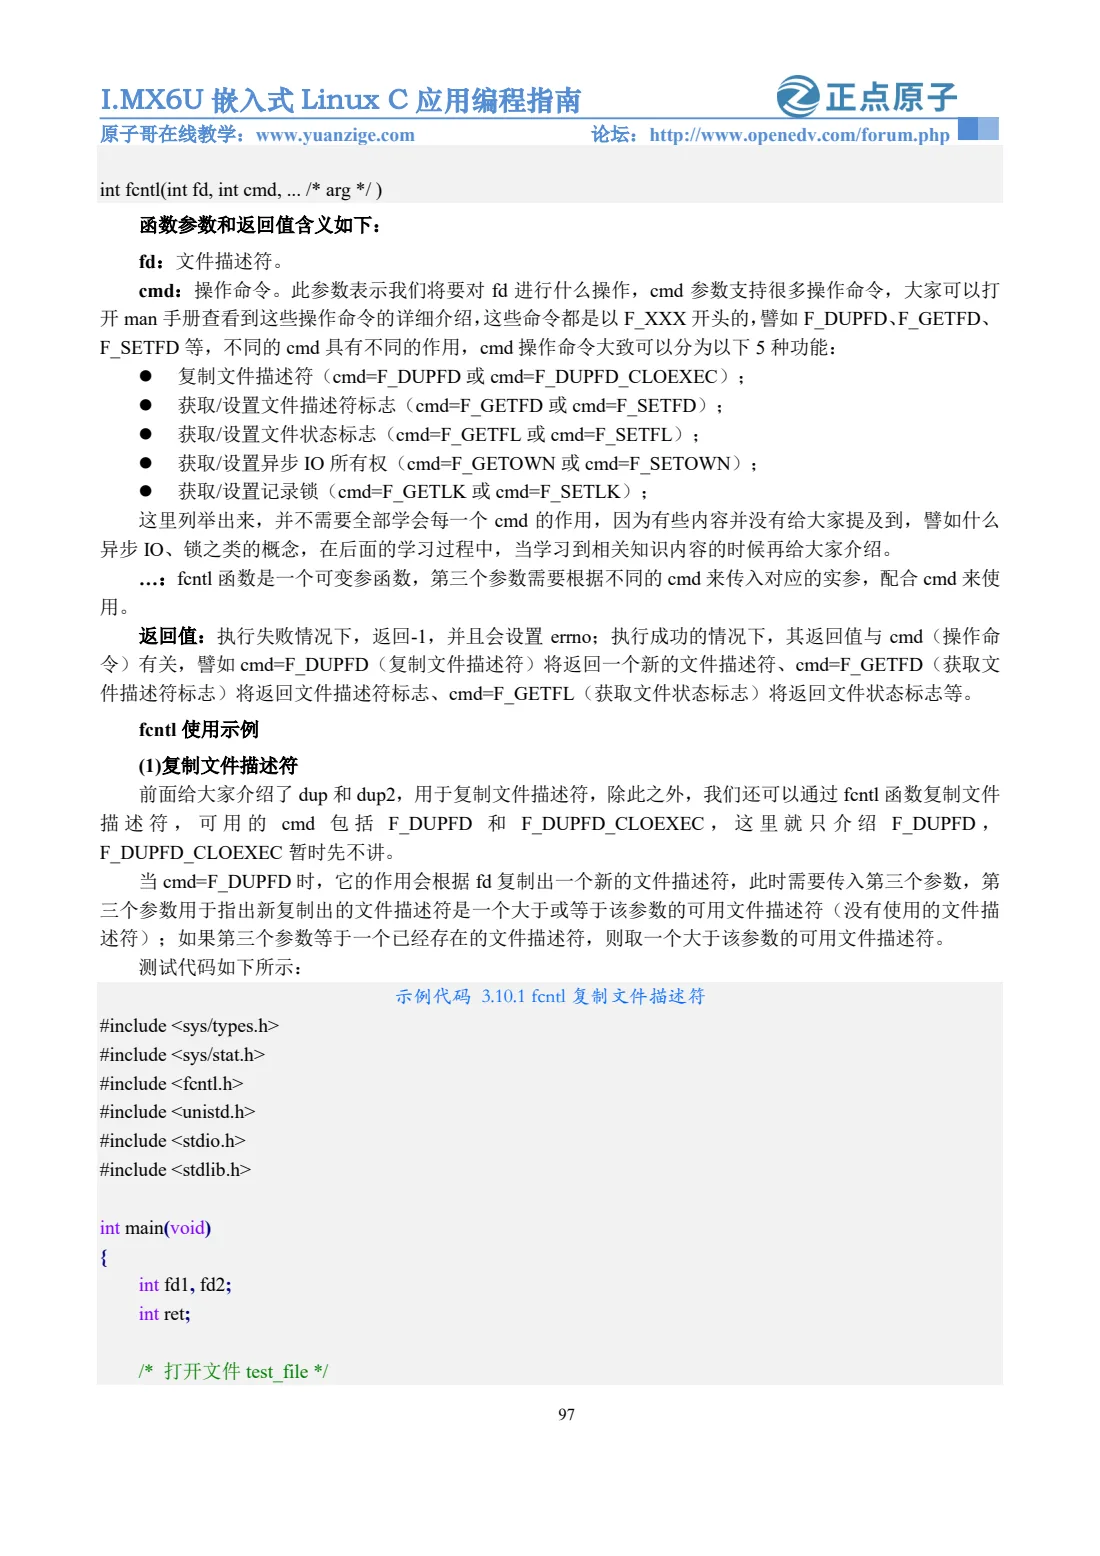 I.MX6U 嵌入式 Linux C 应用编程指南
正点原子
原子哥在线教学：www.yuanzige.com 论坛：http://www.openedv.com/forum.php
int fcntl(int fd, int cmd, ... /* arg */ )
函数参数和返回值含义如下：
fd：文件描述符。
cmd：操作命令。此参数表示我们将要对 fd 进行什么操作，cmd 参数支持很多操作命令，大家可以打
开 man 手册查看到这些操作命令的详细介绍，这些命令都是以 F_XXX 开头的，譬如 F_DUPFD、F_GETFD、
F_SETFD 等，不同的 cmd 具有不同的作用，cmd 操作命令大致可以分为以下 5 种功能：
● 复制文件描述符（cmd=F_DUPFD 或 cmd=F_DUPFD_CLOEXEC）；
● 获取/设置文件描述符标志（cmd=F_GETFD 或 cmd=F_SETFD）；
● 获取/设置文件状态标志（cmd=F_GETFL 或 cmd=F_SETFL）；
● 获取/设置异步 IO 所有权（cmd=F_GETOWN 或 cmd=F_SETOWN）；
● 获取/设置记录锁（cmd=F_GETLK 或 cmd=F_SETLK）；
这里列举出来，并不需要全部学会每一个 cmd 的作用，因为有些内容并没有给大家提及到，譬如什么
异步 IO、锁之类的概念，在后面的学习过程中，当学习到相关知识内容的时候再给大家介绍。
…：fcntl 函数是一个可变参函数，第三个参数需要根据不同的 cmd 来传入对应的实参，配合 cmd 来使
用。
返回值：执行失败情况下，返回-1，并且会设置 errno；执行成功的情况下，其返回值与 cmd（操作命
令）有关，譬如 cmd=F_DUPFD（复制文件描述符）将返回一个新的文件描述符、cmd=F_GETFD（获取文
件描述符标志）将返回文件描述符标志、cmd=F_GETFL（获取文件状态标志）将返回文件状态标志等。
fcntl 使用示例
(1)复制文件描述符
前面给大家介绍了 dup 和 dup2，用于复制文件描述符，除此之外，我们还可以通过 fcntl 函数复制文件
描述符，可用的 cmd 包括 F_DUPFD 和 F_DUPFD_CLOEXEC，这里就只介绍 F_DUPFD，
F_DUPFD_CLOEXEC 暂时先不讲。
当 cmd=F_DUPFD 时，它的作用会根据 fd 复制出一个新的文件描述符，此时需要传入第三个参数，第
三个参数用于指出新复制出的文件描述符是一个大于或等于该参数的可用文件描述符（没有使用的文件描
述符）；如果第三个参数等于一个已经存在的文件描述符，则取一个大于该参数的可用文件描述符。
测试代码如下所示：
示例代码 3.10.1 fcntl 复制文件描述符
#include <sys/types.h>
#include <sys/stat.h>
#include <fcntl.h>
#include <unistd.h>
#include <stdio.h>
#include <stdlib.h>
int main(void)
{
int fd1, fd2;
int ret;
/* 打开文件 test_file */
97